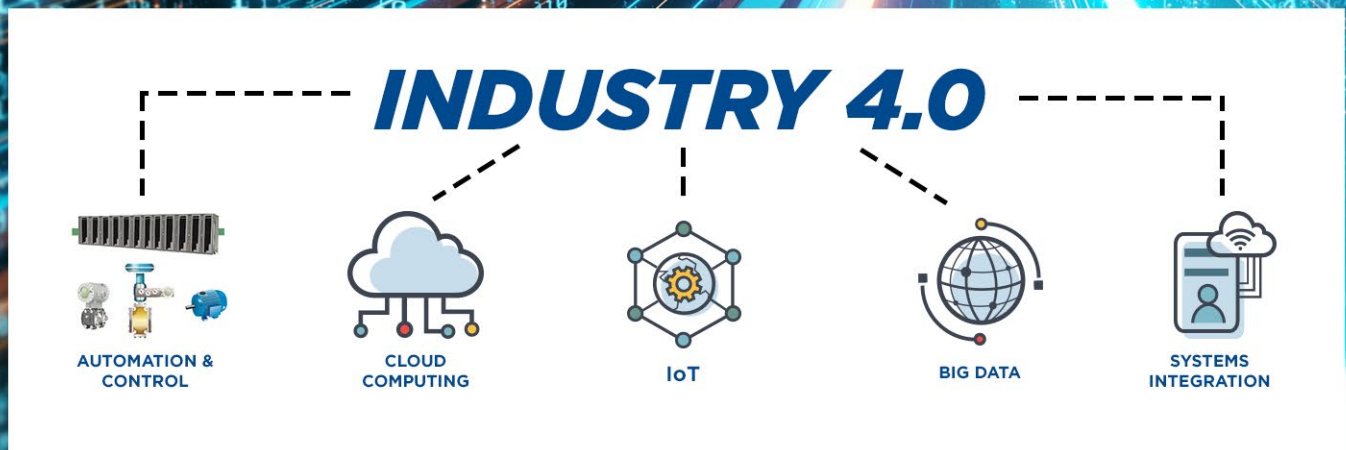 INDUSTRY 4.0
AUTOMATION &
CONTROL
CLOUD
COMPUTING
IoT
BIG DATA
SYSTEMS
INTEGRATION